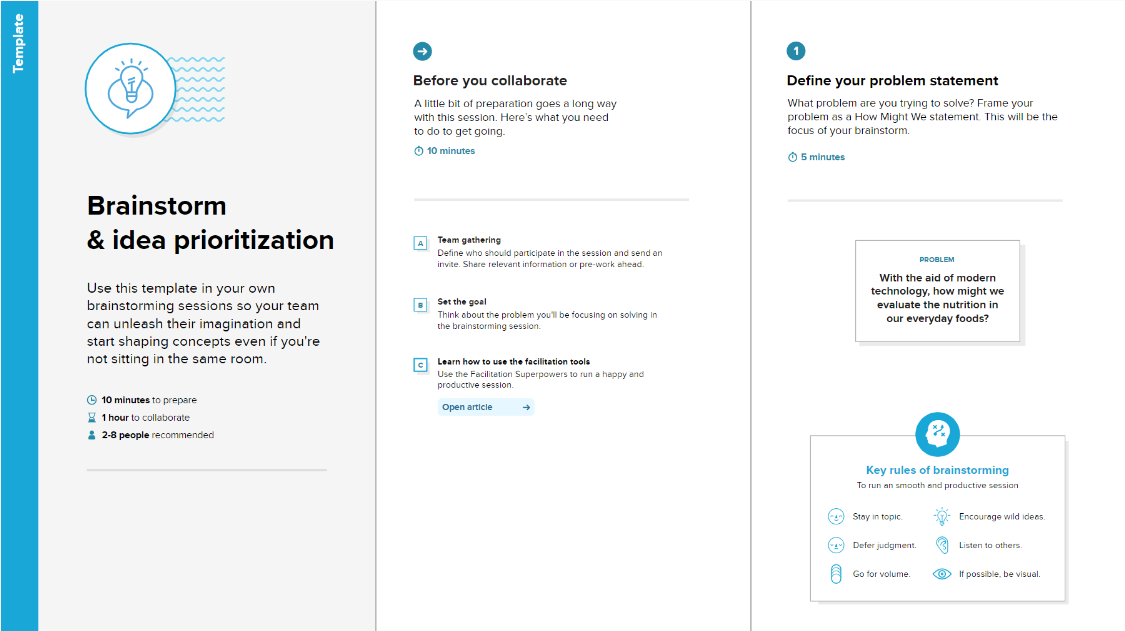 Template
Brainstorm
& idea prioritization
Use this template in your own
brainstorming sessions so your team
can unleash their imagination and
start shaping concepts even if you're
not sitting in the same room.
10 minutes to prepare
1 hour to collaborate
2-8 people recommended
Before you collaborate
A little bit of preparation goes a long way
with this session. Here's what you need
to do to get going.
10 minutes
A
Team gathering
Define who should participate in the session and send an
invite. Share relevant information or pre-work ahead.
B
Set the goal
Think about the problem you'll be focusing on solving in
the brainstorming session.
C
Learn how to use the facilitation tools
Use the Facilitation Superpowers to run a happy and
productive session.
Open article
1
Define your problem statement
What problem are you trying to solve? Frame your
problem as a How Might We statement. This will be the
focus of your brainstorm.
5 minutes
PROBLEM
With the aid of modern
technology, how might we
evaluate the nutrition in
our everyday foods?
Key rules of brainstorming
To run an smooth and productive session
Stay in topic.
Encourage wild ideas.
Defer judgment.
Listen to others.
Go for volume.
If possible, be visual.